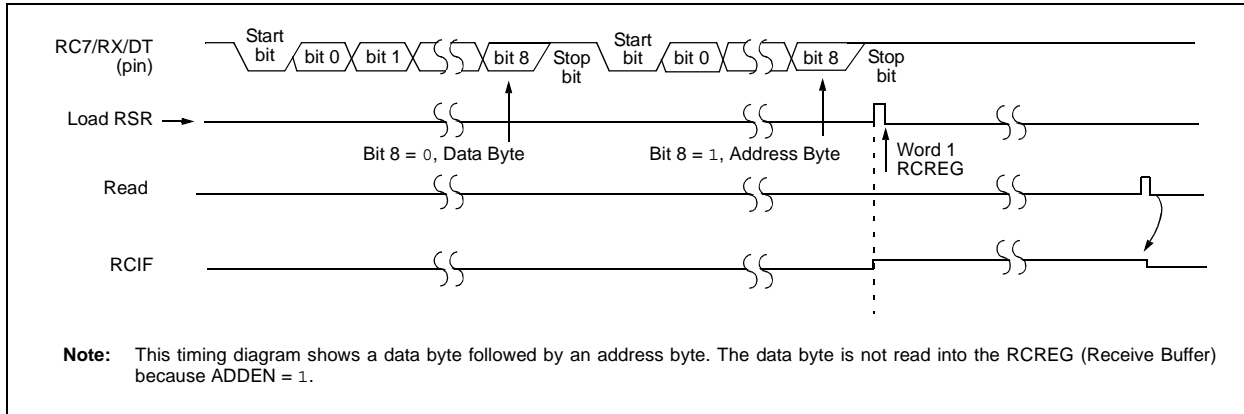 RC7/RX/DT
(pin)
Start
bit
bit 0
bit 1
bit 8
Stop
bit
Start
bit
bit 0
bit 8
Stop
bit
Load RSR
Bit 8 = 0, Data Byte
Bit 8 = 1, Address Byte
Word 1
RCREG
Read
RCIF
Note: This timing diagram shows a data byte followed by an address byte. The data byte is not read into the RCREG (Receive Buffer)
because ADDEN = 1.